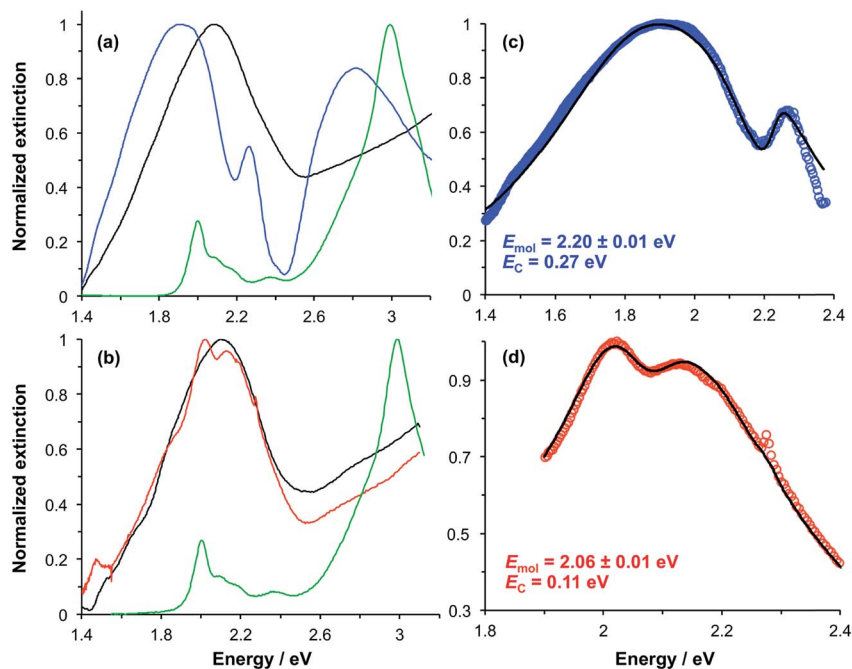 (a)
Normalized extinction
1
0.8
0.6
0.4
0.2
0
1.4 1.8 2.2 2.6 3
(c)
1
0.8
0.6
0.4
0.2
0
Emol = 2.20 ± 0.01 eV
EC = 0.27 eV
1.4 1.6 1.8 2 2.2 2.4
(b)
Normalized extinction
1
0.8
0.6
0.4
0.2
0
1.4 1.8 2.2 2.6 3
Energy / eV
(d)
0.9
0.7
0.5
0.3
Emol = 2.06 ± 0.01 eV
EC = 0.11 eV
1.8 2 2.2 2.4
Energy / eV